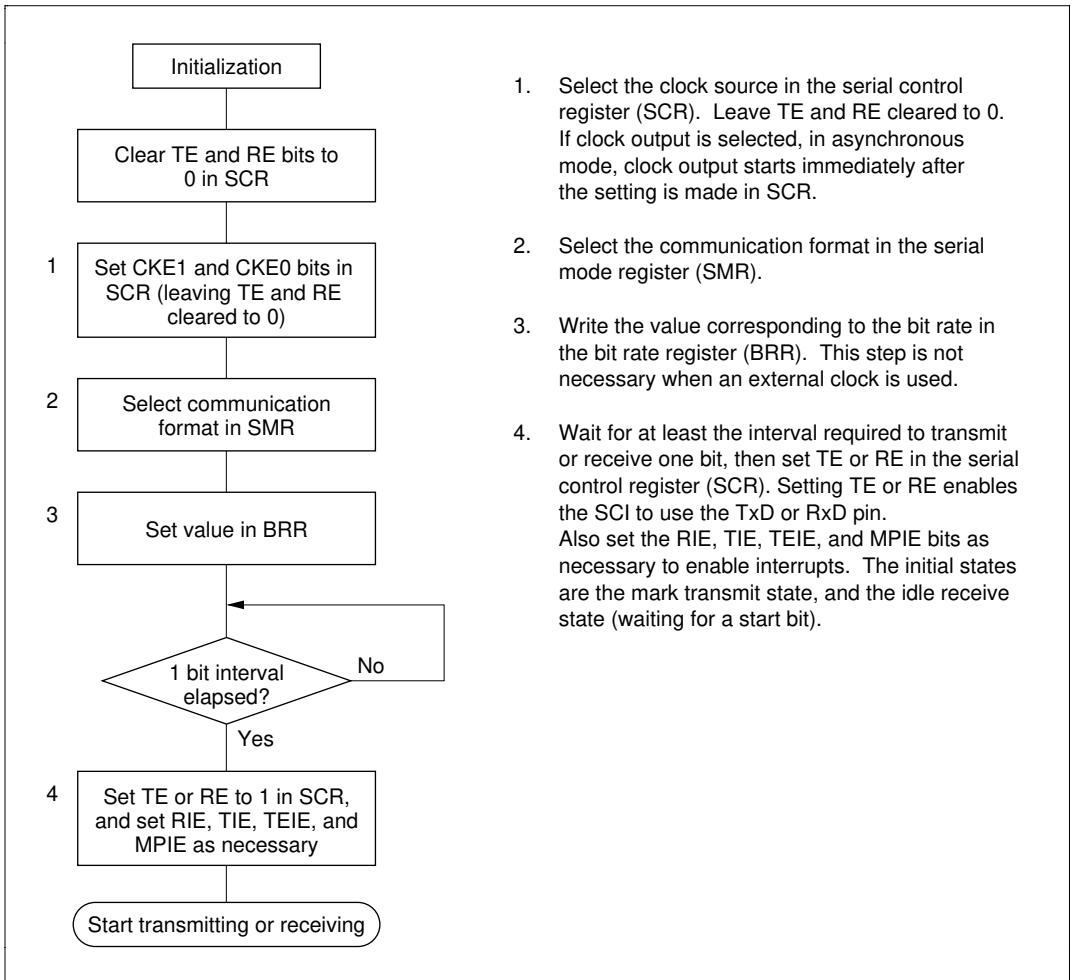 Initialization
Clear TE and RE bits to
0 in SCR
1
Set CKE1 and CKE0 bits in
SCR (leaving TE and RE
cleared to 0)
2
Select communication
format in SMR
3
Set value in BRR
1 bit interval
elapsed?
No
Yes
4
Set TE or RE to 1 in SCR,
and set RIE, TIE, TEIE, and
MPIE as necessary
Start transmitting or receiving
1. Select the clock source in the serial control
register (SCR). Leave TE and RE cleared to 0.
If clock output is selected, in asynchronous
mode, clock output starts immediately after
the setting is made in SCR.
2. Select the communication format in the serial
mode register (SMR).
3. Write the value corresponding to the bit rate in
the bit rate register (BRR). This step is not
necessary when an external clock is used.
4. Wait for at least the interval required to transmit
or receive one bit, then set TE or RE in the serial
control register (SCR). Setting TE or RE enables
the SCI to use the TxD or RxD pin.
Also set the RIE, TIE, TEIE, and MPIE bits as
necessary to enable interrupts. The initial states
are the mark transmit state, and the idle receive
state (waiting for a start bit).